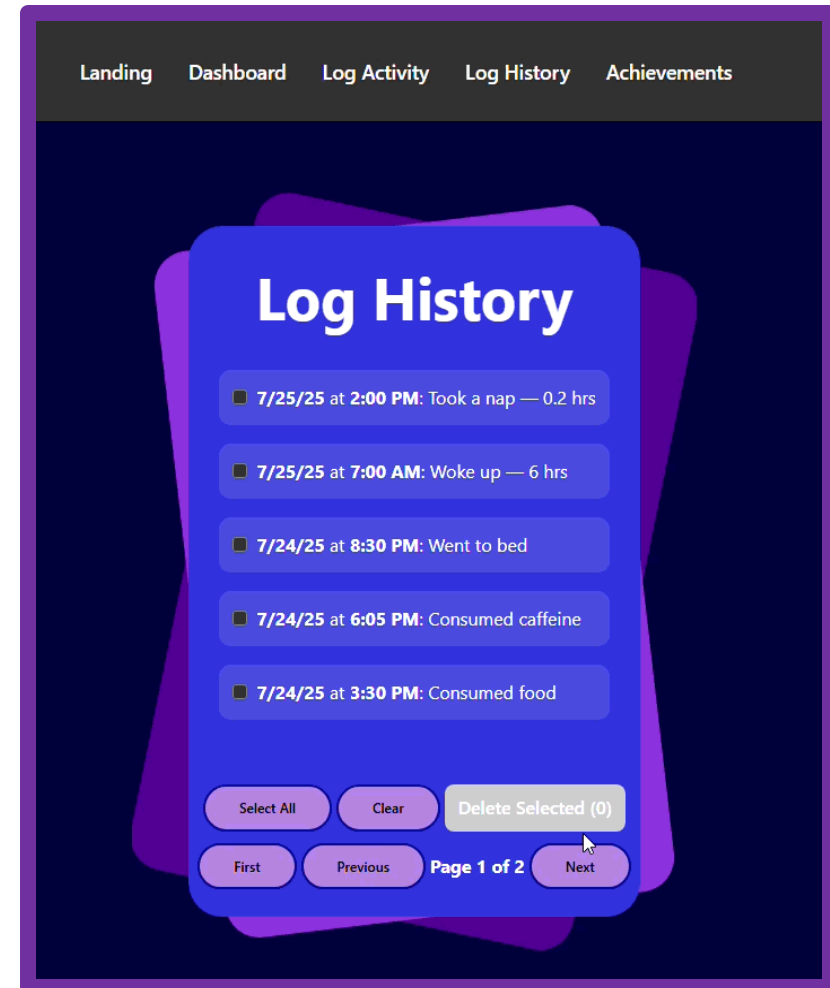 Landing Dashboard Log Activity Log History Achievements
Log History
7/25/25 at 2:00 PM: Took a nap — 0.2 hrs
7/25/25 at 7:00 AM: Woke up — 6 hrs
7/24/25 at 8:30 PM: Went to bed
7/24/25 at 6:05 PM: Consumed caffeine
7/24/25 at 3:30 PM: Consumed food
Select All Clear Delete Selected (0)
First Previous Page 1 of 2 Next